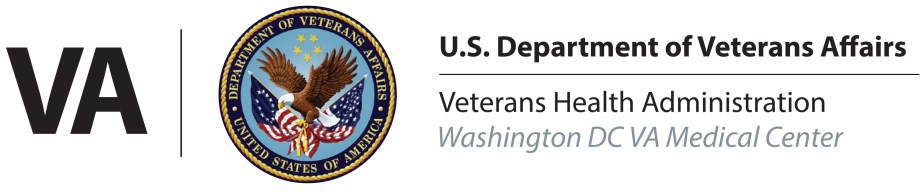 VA
DEPARTMENT OF VETERANS AFFAIRS
UNITED STATES OF AMERICA
U.S. Department of Veterans Affairs
Veterans Health Administration
Washington DC VA Medical Center